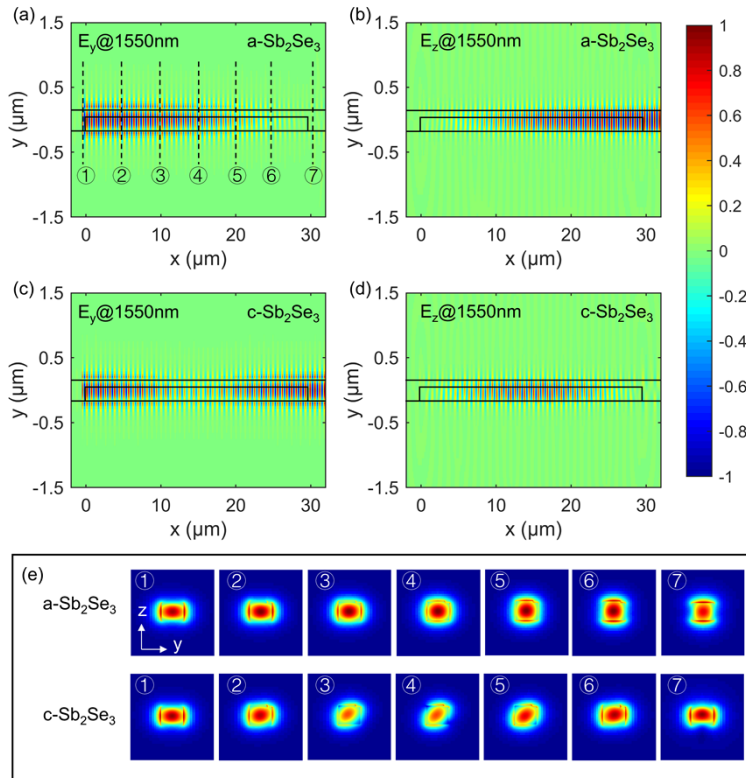 (a)
E_y@1550nm a-Sb₂Se₃
y (μm)
1.5
0.5
-0.5
-1.5
① ② ③ ④ ⑤ ⑥ ⑦
0 10 20 30
x (μm)
(b)
E_z@1550nm a-Sb₂Se₃
y (μm)
1.5
0.5
-0.5
-1.5
0 10 20 30
x (μm)
1
0.8
0.6
0.4
0.2
0
-0.2
-0.4
-0.6
-0.8
-1
(c)
E_y@1550nm c-Sb₂Se₃
y (μm)
1.5
0.5
-0.5
-1.5
0 10 20 30
x (μm)
(d)
E_z@1550nm c-Sb₂Se₃
y (μm)
1.5
0.5
-0.5
-1.5
0 10 20 30
x (μm)
(e)
a-Sb₂Se₃
① ② ③ ④ ⑤ ⑥ ⑦
z
y
c-Sb₂Se₃
① ② ③ ④ ⑤ ⑥ ⑦